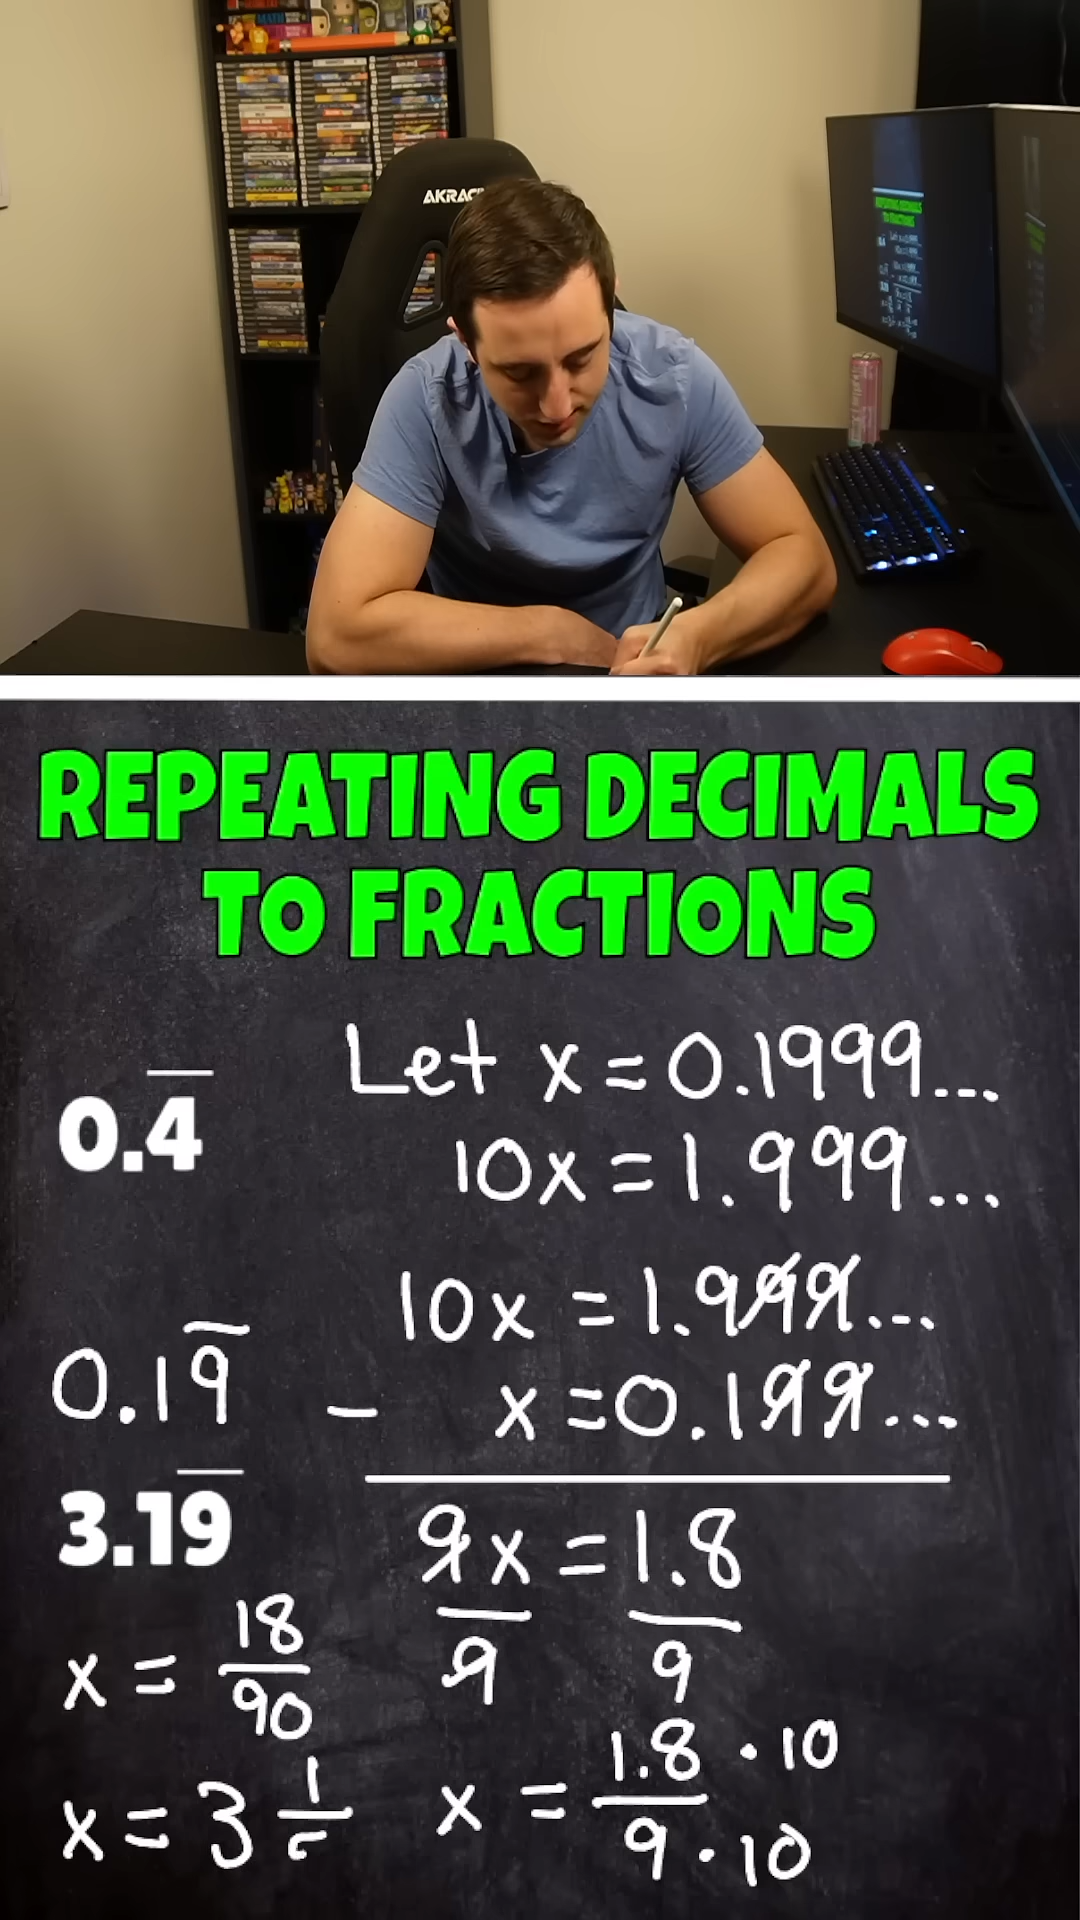 AKRAC
REPEATING DECIMALS
TO FRACTIONS
0.4̅
Let x = 0.1999...
10x = 1.999...
10x = 1.999...
0.19̅
- x = 0.199...
3.19̅
9x = 1.8
9 9
x = 18/90
x = 1.8 · 10
9 · 10
x = 3 1